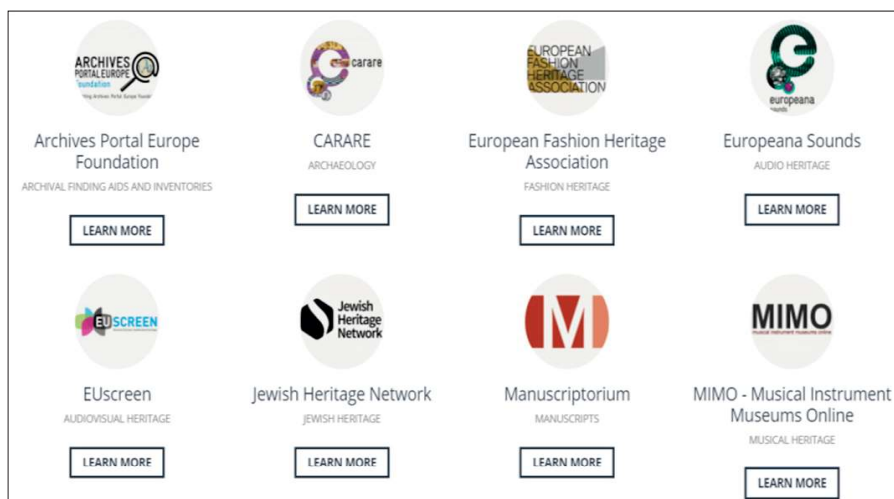 ARCHIVES
PORTALEUROPE
foundation
Archives Portal Europe
Foundation
ARCHIVAL FINDING AIDS AND INVENTORIES
LEARN MORE
carare
CARARE
ARCHAEOLOGY
LEARN MORE
EUROPEAN
FASHION
HERITAGE
ASSOCIATION
European Fashion Heritage
Association
FASHION HERITAGE
LEARN MORE
europeana
sounds
Europeana Sounds
AUDIO HERITAGE
LEARN MORE
EUSCREEN
EUscreen
AUDIOVISUAL HERITAGE
LEARN MORE
Jewish
Heritage
Network
Jewish Heritage Network
JEWISH HERITAGE
LEARN MORE
M
Manuscriptorium
MANUSCRIPTS
LEARN MORE
MIMO
musical instrument museums online
MIMO - Musical Instrument
Museums Online
MUSICAL HERITAGE
LEARN MORE